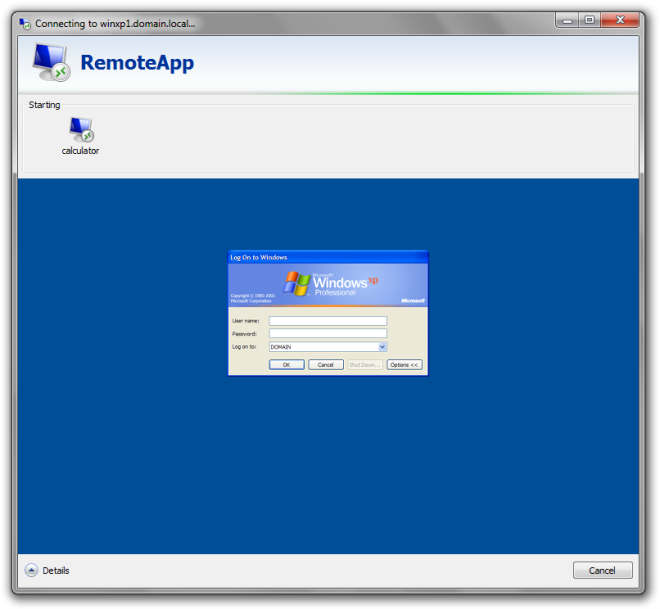 Connecting to winxp1.domain.local...
RemoteApp
Starting
calculator
Log On to Windows
Microsoft
Windows xp
Professional
Copyright © 1985-2001
Microsoft Corporation
Microsoft
User name:
Password:
Log on to: DOMAIN
OK Cancel Shut Down... Options <<
Details Cancel